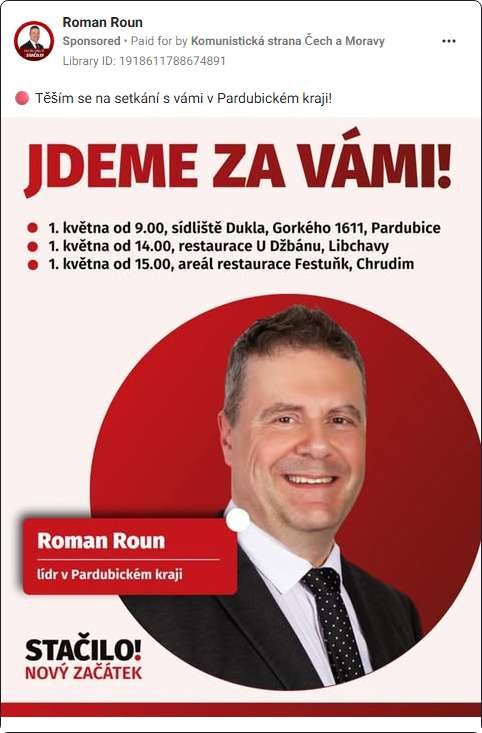 Roman Roun
Sponsored • Paid for by Komunistická strana Čech a Moravy
Library ID: 1918611788674891
Těším se na setkání s vámi v Pardubickém kraji!
JDEME ZA VÁMI!
1. května od 9.00, sídliště Dukla, Gorkého 1611, Pardubice
1. května od 14.00, restaurace U Džbánu, Libchavy
1. května od 15.00, areál restaurace Festuňk, Chrudim
Roman Roun
lídr v Pardubickém kraji
STAČILO!
NOVÝ ZAČÁTEK